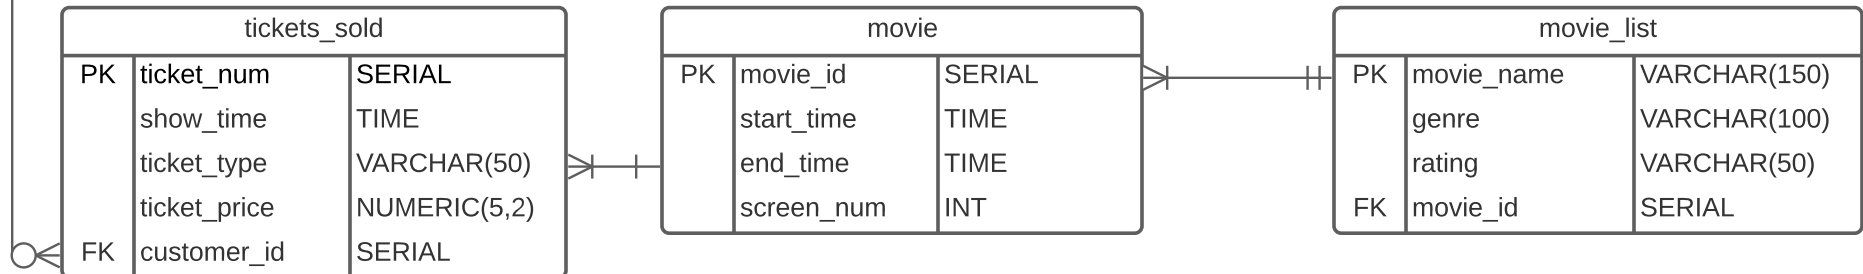 tickets_sold
PK ticket_num SERIAL
show_time TIME
ticket_type VARCHAR(50)
ticket_price NUMERIC(5,2)
FK customer_id SERIAL
movie
PK movie_id SERIAL
start_time TIME
end_time TIME
screen_num INT
movie_list
PK movie_name VARCHAR(150)
genre VARCHAR(100)
rating VARCHAR(50)
FK movie_id SERIAL